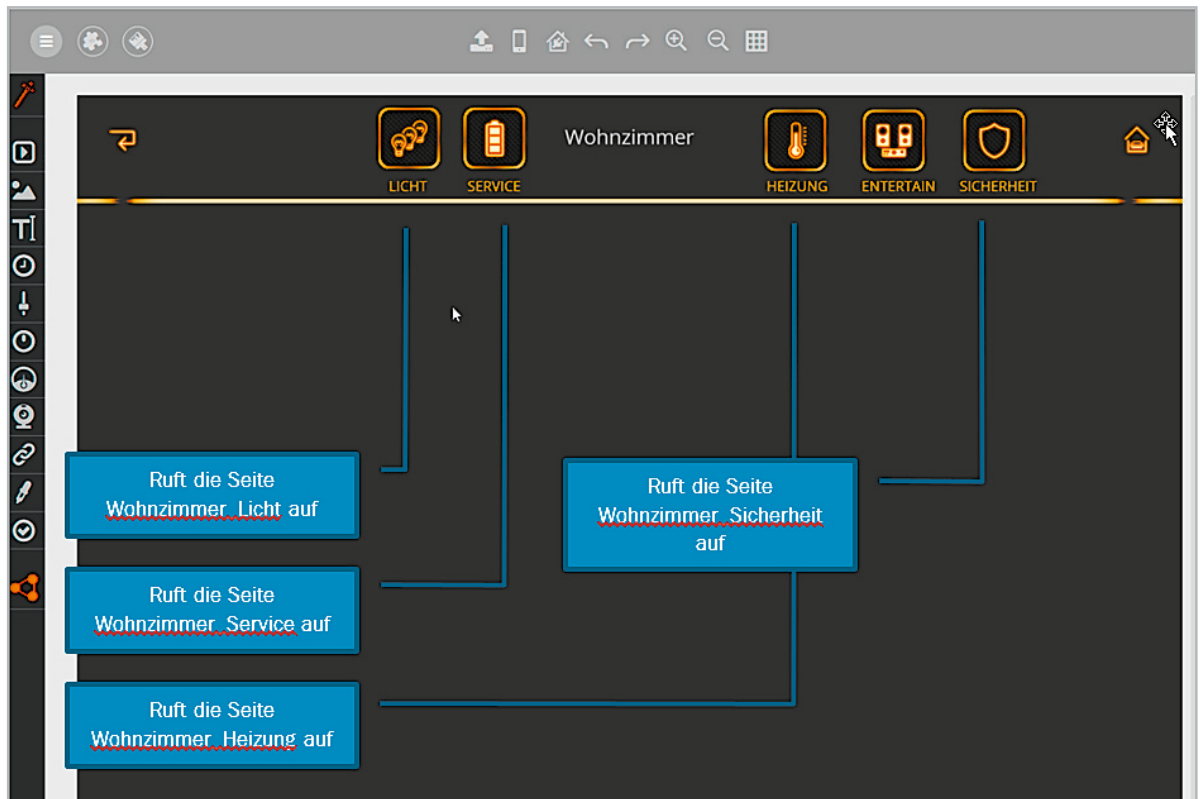 Wohnzimmer
LICHT
SERVICE
HEIZUNG
ENTERTAIN
SICHERHEIT
Ruft die Seite
Wohnzimmer_Licht auf
Ruft die Seite
Wohnzimmer_Sicherheit
auf
Ruft die Seite
Wohnzimmer_Service auf
Ruft die Seite
Wohnzimmer_Heizung auf